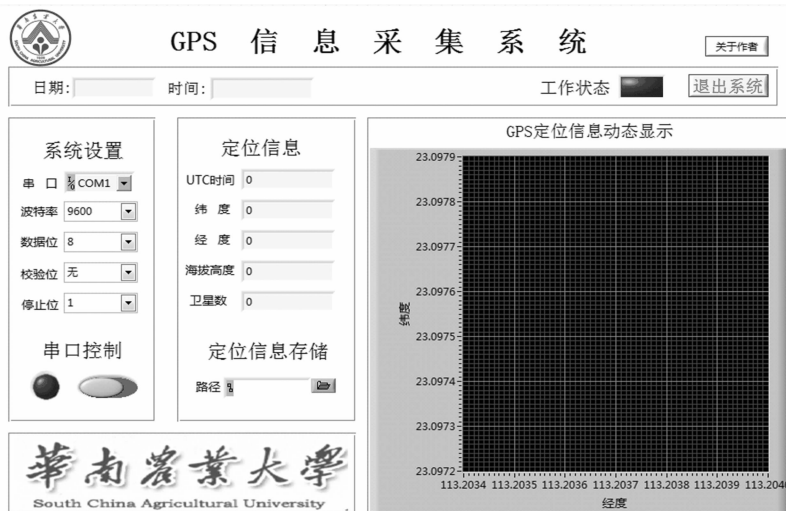 GPS 信 息 采 集 系 统
关于作者
日期:
时间:
工作状态
退出系统
系统设置
串 口 COM1
波特率 9600
数据位 8
校验位 无
停止位 1
串口控制
定位信息
UTC时间 0
纬 度 0
经 度 0
海拔高度 0
卫星数 0
定位信息存储
路径
GPS定位信息动态显示
23.0979
23.0978
23.0977
23.0976
23.0975
23.0974
23.0973
23.0972
纬度
113.2034 113.2035 113.2036 113.2037 113.2038 113.2039 113.2040
经度
華南農業大學
South China Agricultural University